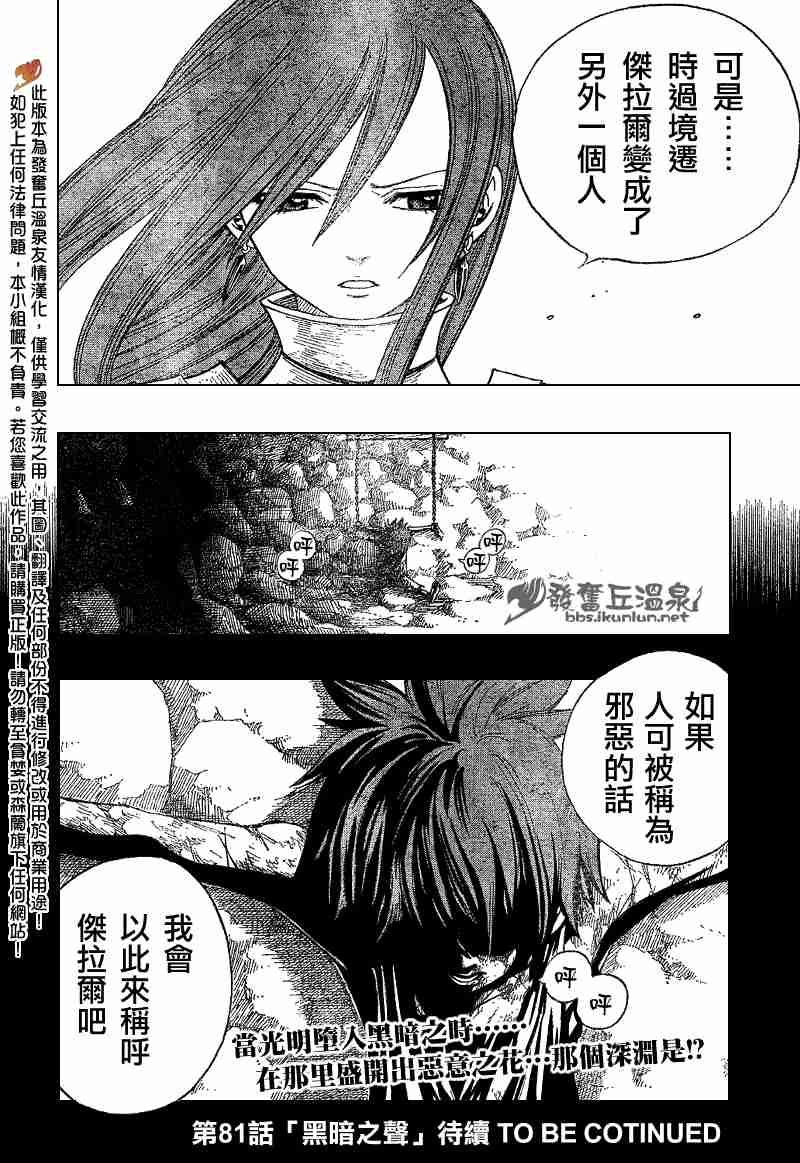 可是……
時過境遷
傑拉爾變成了
另外一個人
呼
呼
呼
呼
發奮丘溫泉
bbs.ikunlun.net
如果
人可被稱為
邪惡的話
我會
以此來稱呼
傑拉爾吧
呼
呼
當光明墮入黑暗之時……
在那里盛開出惡意之花…那個深淵是!?
第81話「黑暗之聲」待續 TO BE COTINUED
此版本為發奮丘溫泉友情漢化，僅供學習交流之用，其圖、翻譯及任何部份不得進行修改或用於商業用途！
如犯上任何法律問題，本小組概不負責。若您喜歡此作品，請購買正版！請勿轉至貪婪或森蘭旗下任何網站！